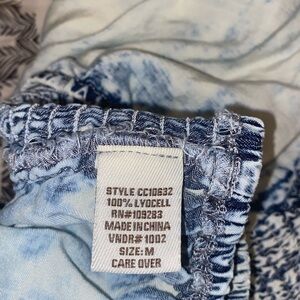 STYLE CC10632
100% LYOCELL
RN#109283
MADE IN CHINA
VNDR# 1002
SIZE: M
CARE OVER